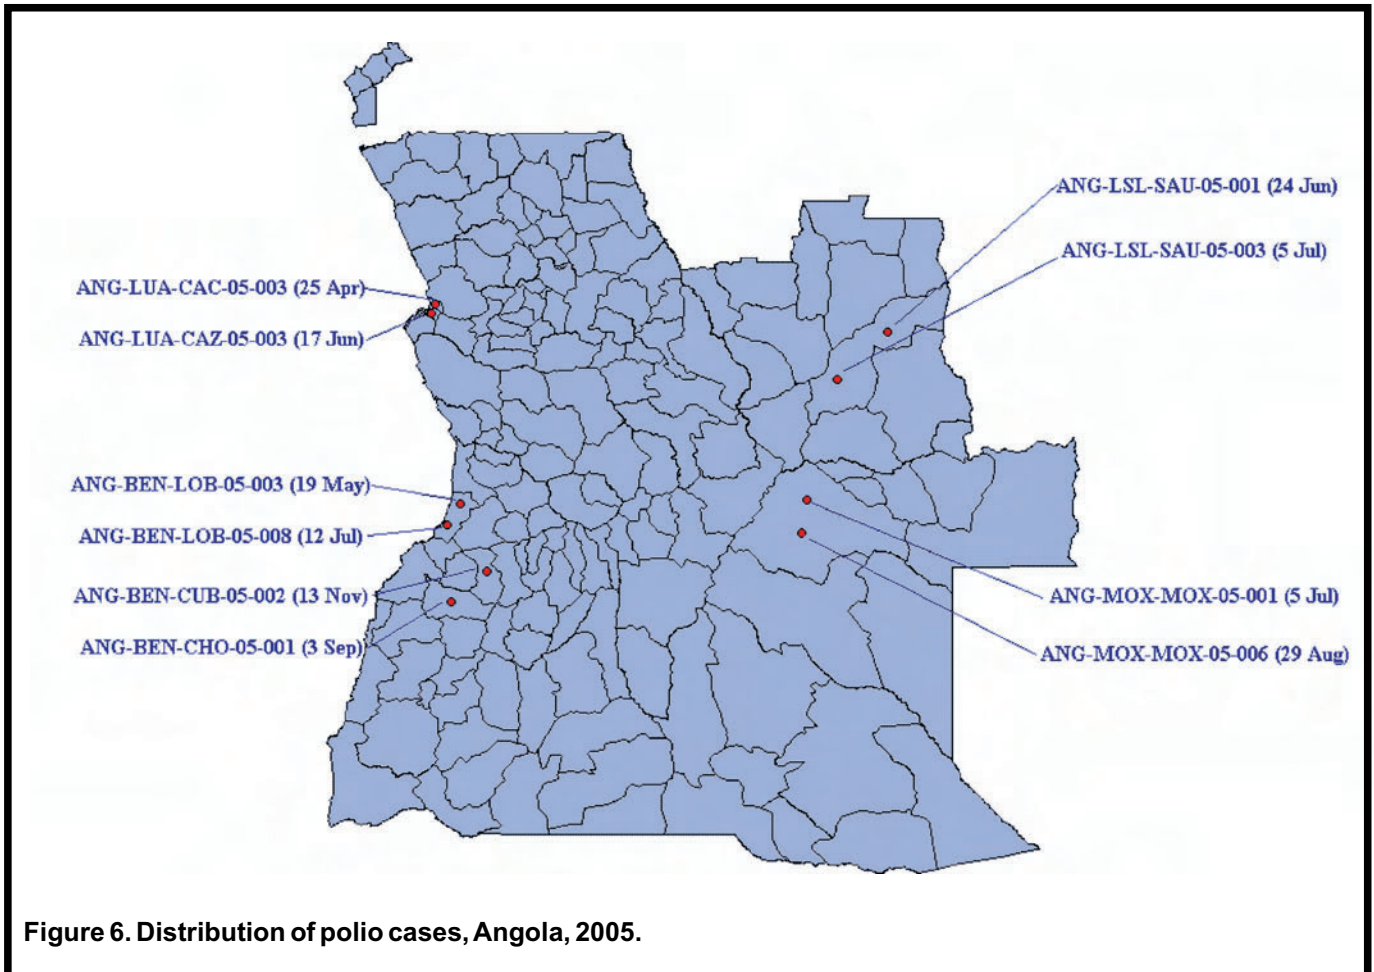 ANG-LSL-SAU-05-001 (24 Jun)
ANG-LSL-SAU-05-003 (5 Jul)
ANG-LUA-CAC-05-003 (25 Apr)
ANG-LUA-CAZ-05-003 (17 Jun)
ANG-BEN-LOB-05-003 (19 May)
ANG-BEN-LOB-05-008 (12 Jul)
ANG-BEN-CUB-05-002 (13 Nov)
ANG-BEN-CHO-05-001 (3 Sep)
ANG-MOX-MOX-05-001 (5 Jul)
ANG-MOX-MOX-05-006 (29 Aug)
Figure 6. Distribution of polio cases, Angola, 2005.